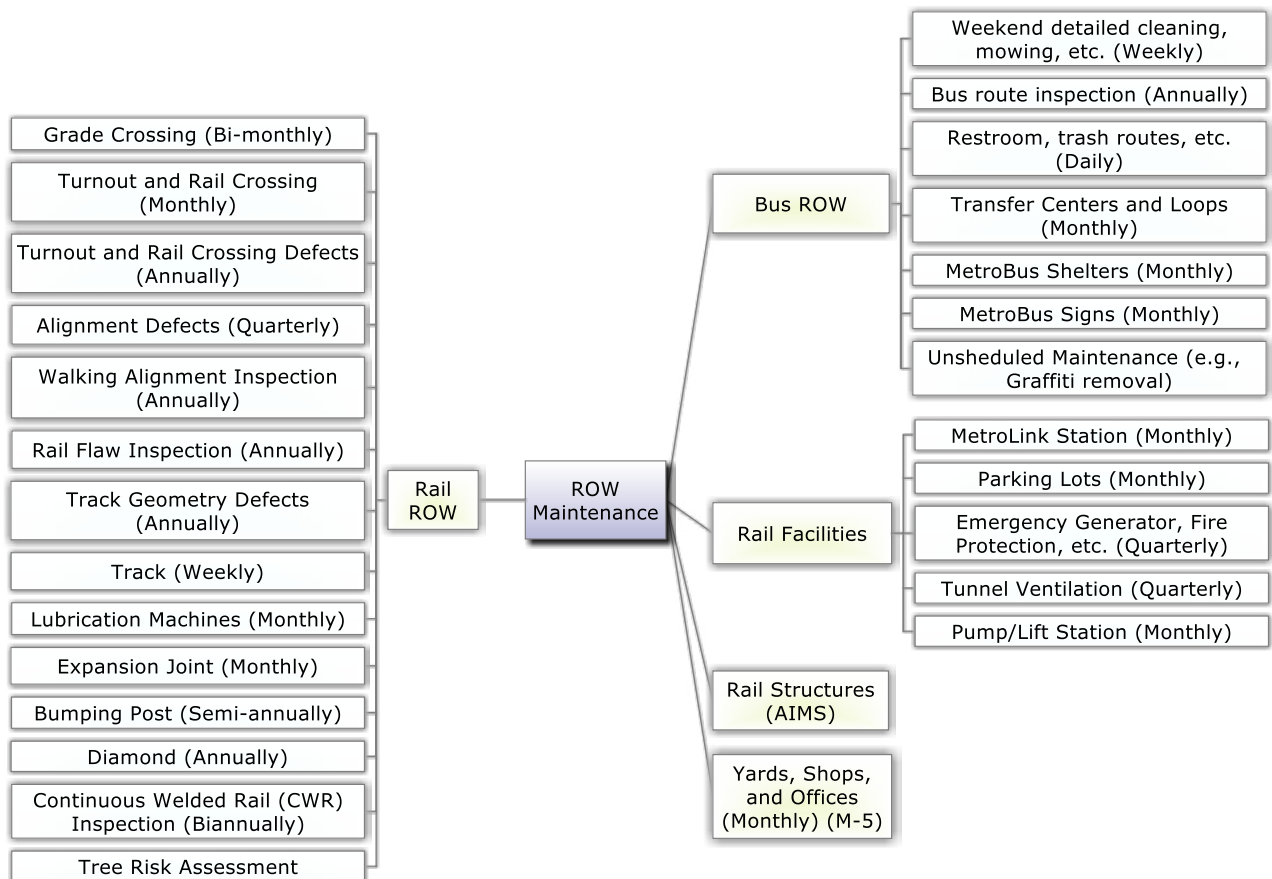 Grade Crossing (Bi-monthly)
Turnout and Rail Crossing
(Monthly)
Turnout and Rail Crossing Defects
(Annually)
Alignment Defects (Quarterly)
Walking Alignment Inspection
(Annually)
Rail Flaw Inspection (Annually)
Track Geometry Defects
(Annually)
Track (Weekly)
Lubrication Machines (Monthly)
Expansion Joint (Monthly)
Bumping Post (Semi-annually)
Diamond (Annually)
Continuous Welded Rail (CWR)
Inspection (Biannually)
Tree Risk Assessment
Rail
ROW
ROW
Maintenance
Bus ROW
Weekend detailed cleaning,
mowing, etc. (Weekly)
Bus route inspection (Annually)
Restroom, trash routes, etc.
(Daily)
Transfer Centers and Loops
(Monthly)
MetroBus Shelters (Monthly)
MetroBus Signs (Monthly)
Unsheduled Maintenance (e.g.,
Graffiti removal)
Rail Facilities
MetroLink Station (Monthly)
Parking Lots (Monthly)
Emergency Generator, Fire
Protection, etc. (Quarterly)
Tunnel Ventilation (Quarterly)
Pump/Lift Station (Monthly)
Rail Structures
(AIMS)
Yards, Shops,
and Offices
(Monthly) (M-5)